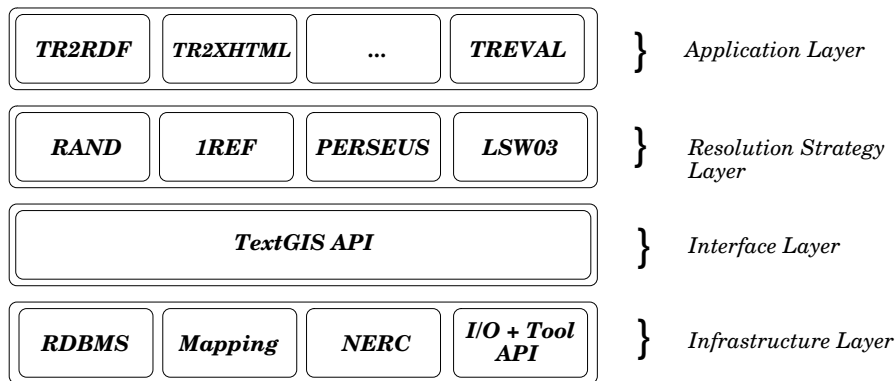 TR2RDF TR2XHTML ... TREVAL } Application Layer
RAND 1REF PERSEUS LSW03 } Resolution Strategy
Layer
TextGIS API } Interface Layer
RDBMS Mapping NERC I/O + Tool
API } Infrastructure Layer